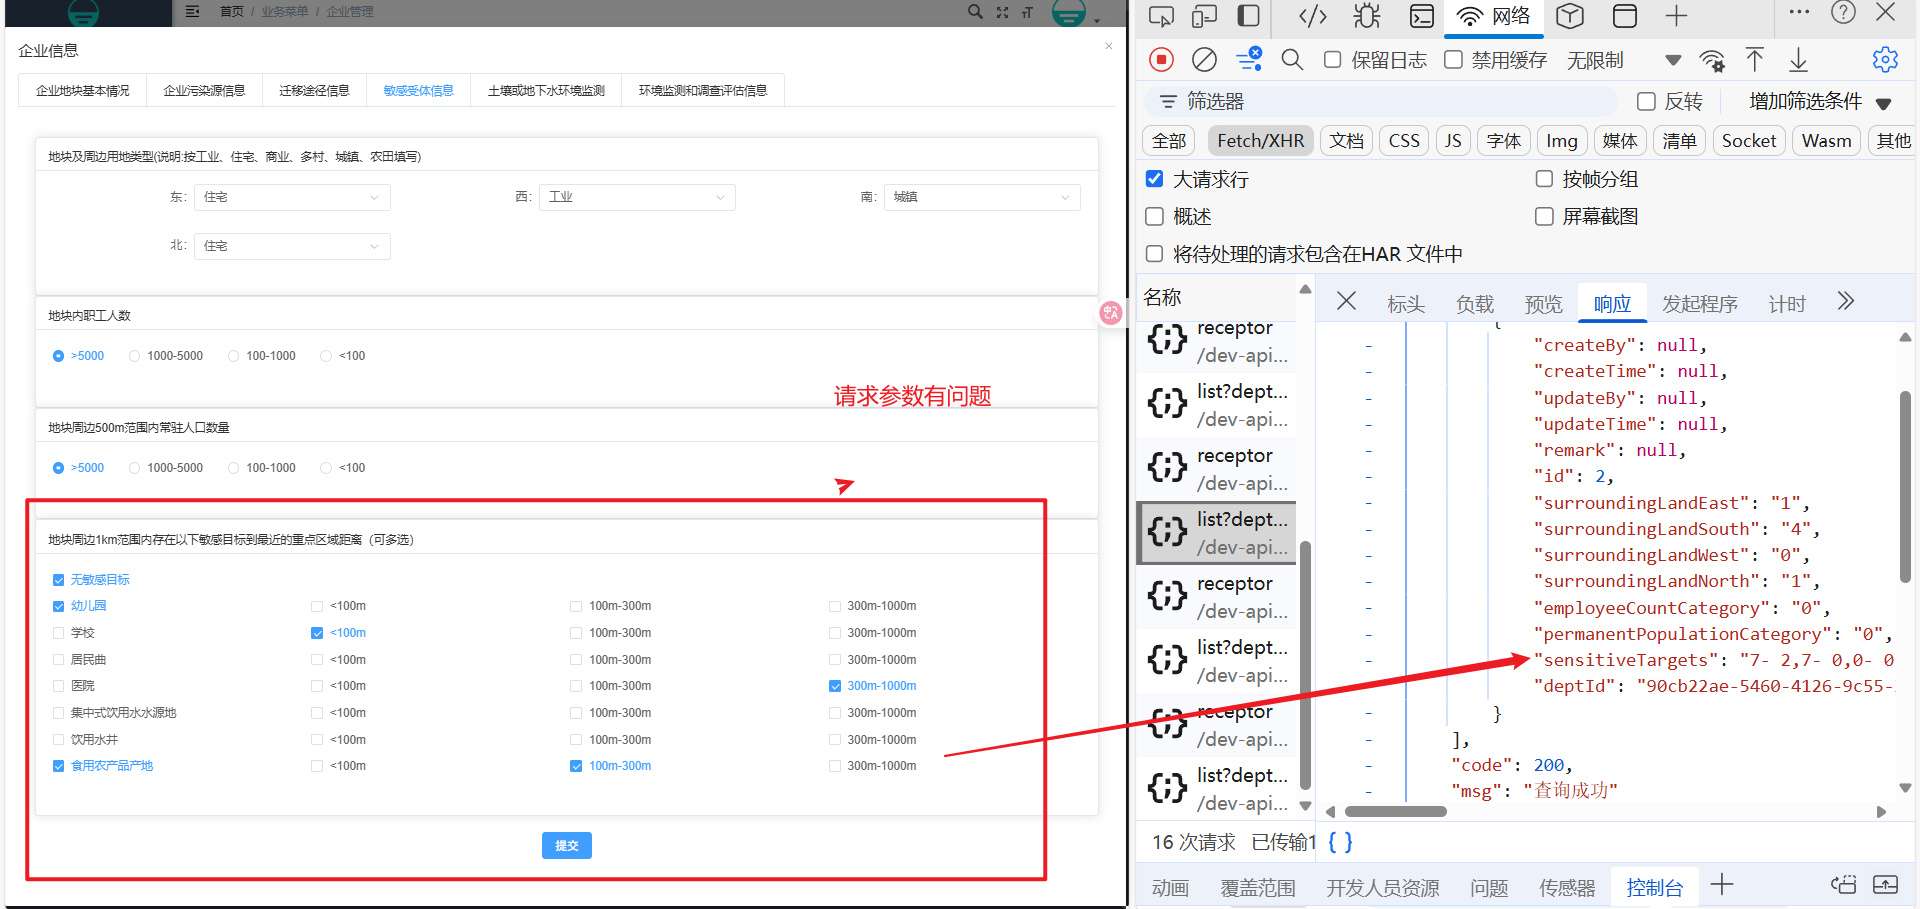 首页 / 业务菜单 / 企业管理
企业信息
企业地块基本情况 企业污染源信息 迁移途径信息 敏感受体信息 土壤或地下水环境监测 环境监测和调查评估信息
地块及周边用地类型(说明:按工业、住宅、商业、多村、城镇、农田填写)
东: 住宅 西: 工业 南: 城镇
北: 住宅
地块内职工人数
>5000 1000-5000 100-1000 <100
请求参数有问题
地块周边500m范围内常驻人口数量
>5000 1000-5000 100-1000 <100
地块周边1km范围内存在以下敏感目标到最近的重点区域距离（可多选）
无敏感目标
幼儿园 <100m 100m-300m 300m-1000m
学校 <100m 100m-300m 300m-1000m
居民曲 <100m 100m-300m 300m-1000m
医院 <100m 100m-300m 300m-1000m
集中式饮用水水源地 <100m 100m-300m 300m-1000m
饮用水井 <100m 100m-300m 300m-1000m
食用农产品产地 <100m 100m-300m 300m-1000m
提交
网络
保留日志 禁用缓存 无限制
筛选器 反转 增加筛选条件
全部 Fetch/XHR 文档 CSS JS 字体 Img 媒体 清单 Socket Wasm 其他
大请求行 按帧分组
概述 屏幕截图
将待处理的请求包含在HAR 文件中
名称
receptor
/dev-api...
list?dept...
/dev-api...
receptor
/dev-api...
list?dept...
/dev-api...
receptor
/dev-api...
list?dept...
/dev-api...
receptor
/dev-api...
list?dept...
/dev-api...
标头 负载 预览 响应 发起程序 计时
{
"createBy": null,
"createTime": null,
"updateBy": null,
"updateTime": null,
"remark": null,
"id": 2,
"surroundingLandEast": "1",
"surroundingLandSouth": "4",
"surroundingLandWest": "0",
"surroundingLandNorth": "1",
"employeeCountCategory": "0",
"permanentPopulationCategory": "0",
"sensitiveTargets": "7- 2,7- 0,0- 0
"deptId": "90cb22ae-5460-4126-9c55-
}
],
"code": 200,
"msg": "查询成功"
16 次请求 已传输1 { }
动画 覆盖范围 开发人员资源 问题 传感器 控制台